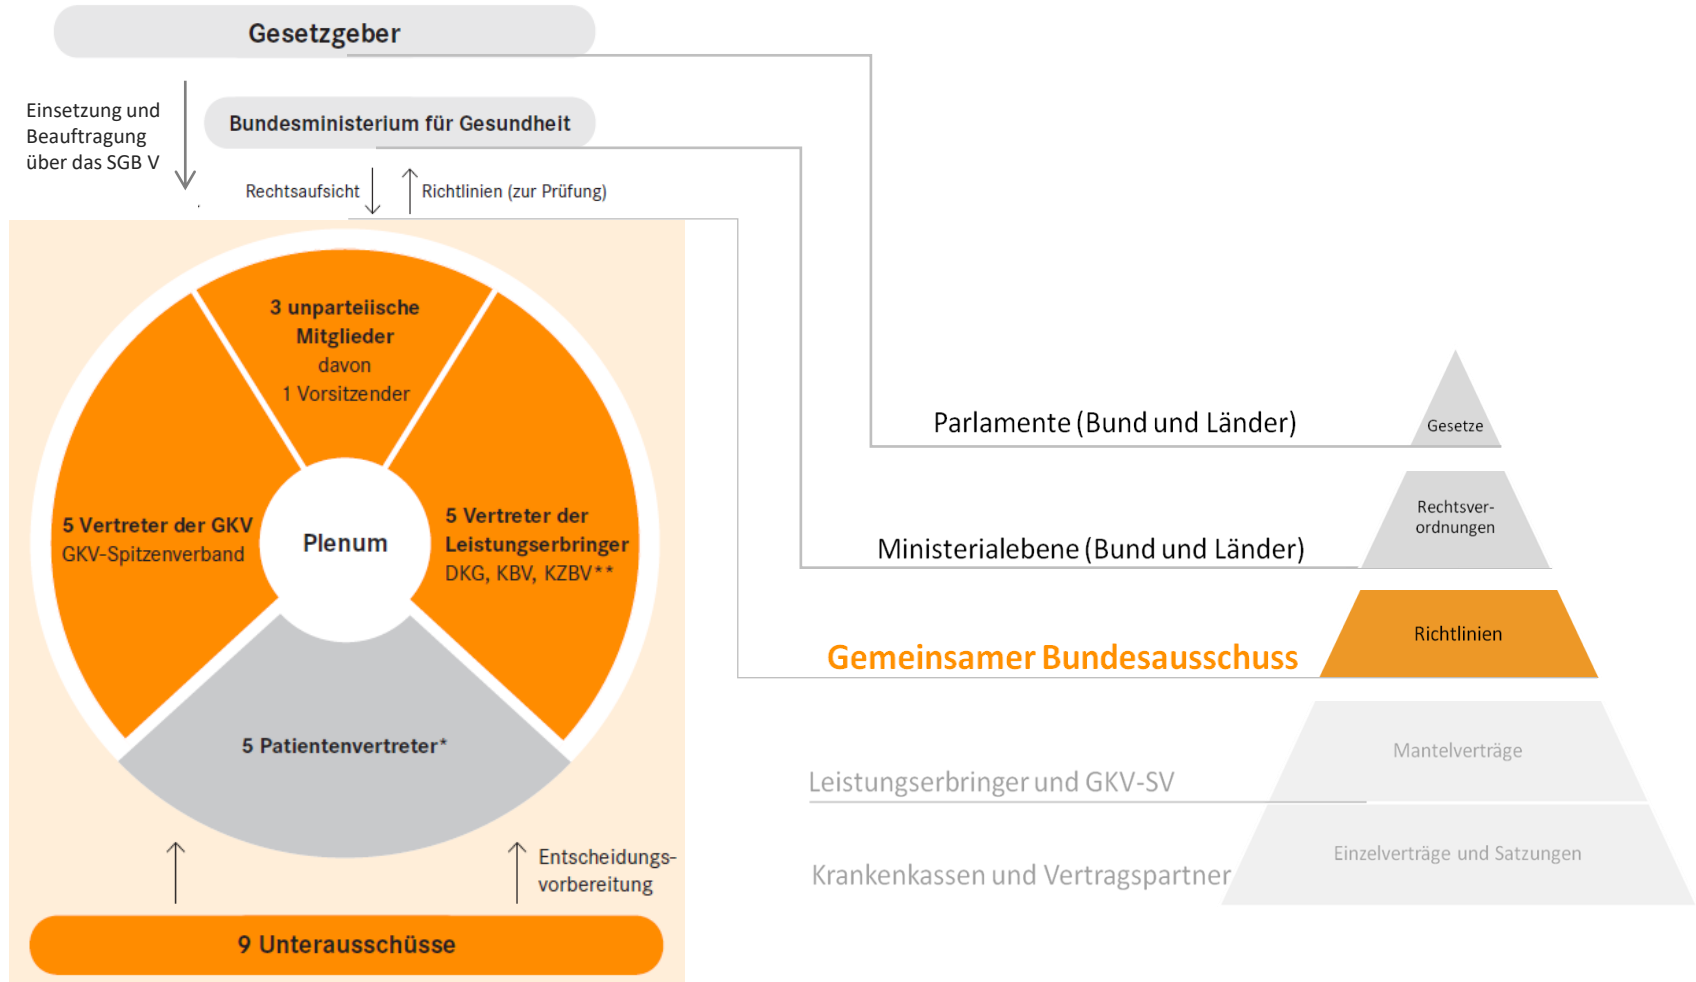 Gesetzgeber
Einsetzung und
Beauftragung
über das SGB V
Bundesministerium für Gesundheit
Rechtsaufsicht
Richtlinien (zur Prüfung)
3 unparteiische
Mitglieder
davon
1 Vorsitzender
5 Vertreter der GKV
GKV-Spitzenverband
Plenum
5 Vertreter der
Leistungserbringer
DKG, KBV, KZBV**
5 Patientenvertreter*
Entscheidungs-
vorbereitung
9 Unterausschüsse
Parlamente (Bund und Länder)
Gesetze
Ministerialebene (Bund und Länder)
Rechtsver-
ordnungen
Gemeinsamer Bundesausschuss
Richtlinien
Leistungserbringer und GKV-SV
Mantelverträge
Krankenkassen und Vertragspartner
Einzelverträge und Satzungen